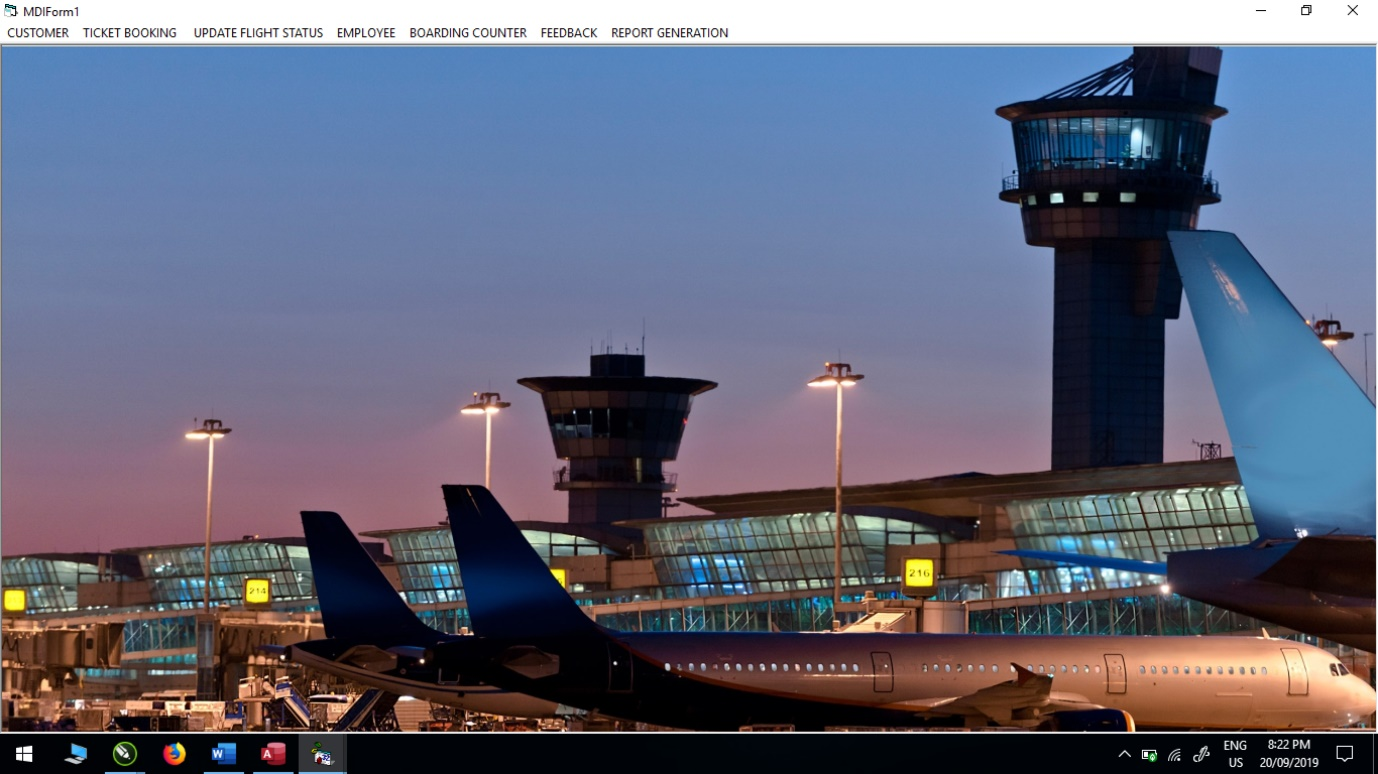 MDIForm1
CUSTOMER TICKET BOOKING UPDATE FLIGHT STATUS EMPLOYEE BOARDING COUNTER FEEDBACK REPORT GENERATION
214
216
W
A
ENG 8:22 PM
US 20/09/2019